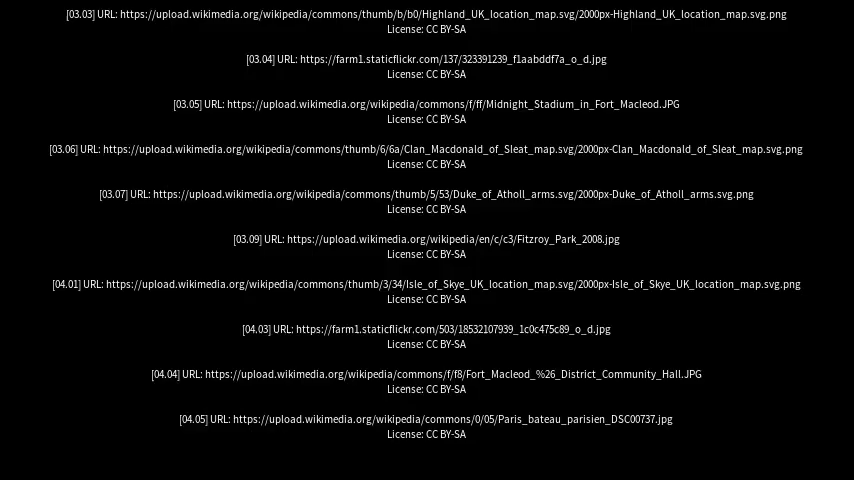 [03.03] URL: https://upload.wikimedia.org/wikipedia/commons/thumb/b/b0/Highland_UK_location_map.svg/2000px-Highland_UK_location_map.svg.png
License: CC BY-SA
[03.04] URL: https://farm1.staticflickr.com/137/323391239_f1aabddf7a_o_d.jpg
License: CC BY-SA
[03.05] URL: https://upload.wikimedia.org/wikipedia/commons/f/ff/Midnight_Stadium_in_Fort_Macleod.JPG
License: CC BY-SA
[03.06] URL: https://upload.wikimedia.org/wikipedia/commons/thumb/6/6a/Clan_Macdonald_of_Sleat_map.svg/2000px-Clan_Macdonald_of_Sleat_map.svg.png
License: CC BY-SA
[03.07] URL: https://upload.wikimedia.org/wikipedia/commons/thumb/5/53/Duke_of_Atholl_arms.svg/2000px-Duke_of_Atholl_arms.svg.png
License: CC BY-SA
[03.09] URL: https://upload.wikimedia.org/wikipedia/en/c/c3/Fitzroy_Park_2008.jpg
License: CC BY-SA
[04.01] URL: https://upload.wikimedia.org/wikipedia/commons/thumb/3/34/Isle_of_Skye_UK_location_map.svg/2000px-Isle_of_Skye_UK_location_map.svg.png
License: CC BY-SA
[04.03] URL: https://farm1.staticflickr.com/503/18532107939_1c0c475c89_o_d.jpg
License: CC BY-SA
[04.04] URL: https://upload.wikimedia.org/wikipedia/commons/f/f8/Fort_Macleod_%26_District_Community_Hall.JPG
License: CC BY-SA
[04.05] URL: https://upload.wikimedia.org/wikipedia/commons/0/05/Paris_bateau_parisien_DSC00737.jpg
License: CC BY-SA